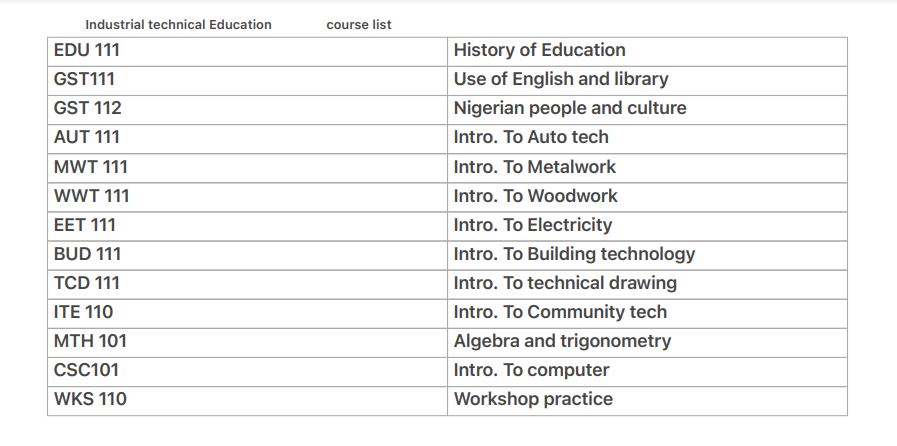 Industrial technical Education course list
EDU 111 History of Education
GST111 Use of English and library
GST 112 Nigerian people and culture
AUT 111 Intro. To Auto tech
MWT 111 Intro. To Metalwork
WWT 111 Intro. To Woodwork
EET 111 Intro. To Electricity
BUD 111 Intro. To Building technology
TCD 111 Intro. To technical drawing
ITE 110 Intro. To Community tech
MTH 101 Algebra and trigonometry
CSC101 Intro. To computer
WKS 110 Workshop practice